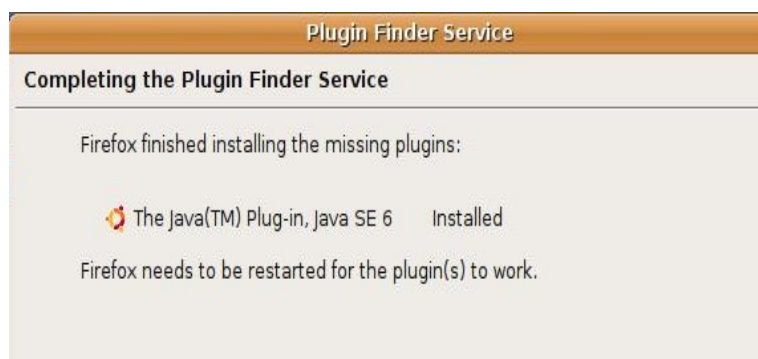 Plugin Finder Service
Completing the Plugin Finder Service
Firefox finished installing the missing plugins:
The Java(TM) Plug-in, Java SE 6 Installed
Firefox needs to be restarted for the plugin(s) to work.